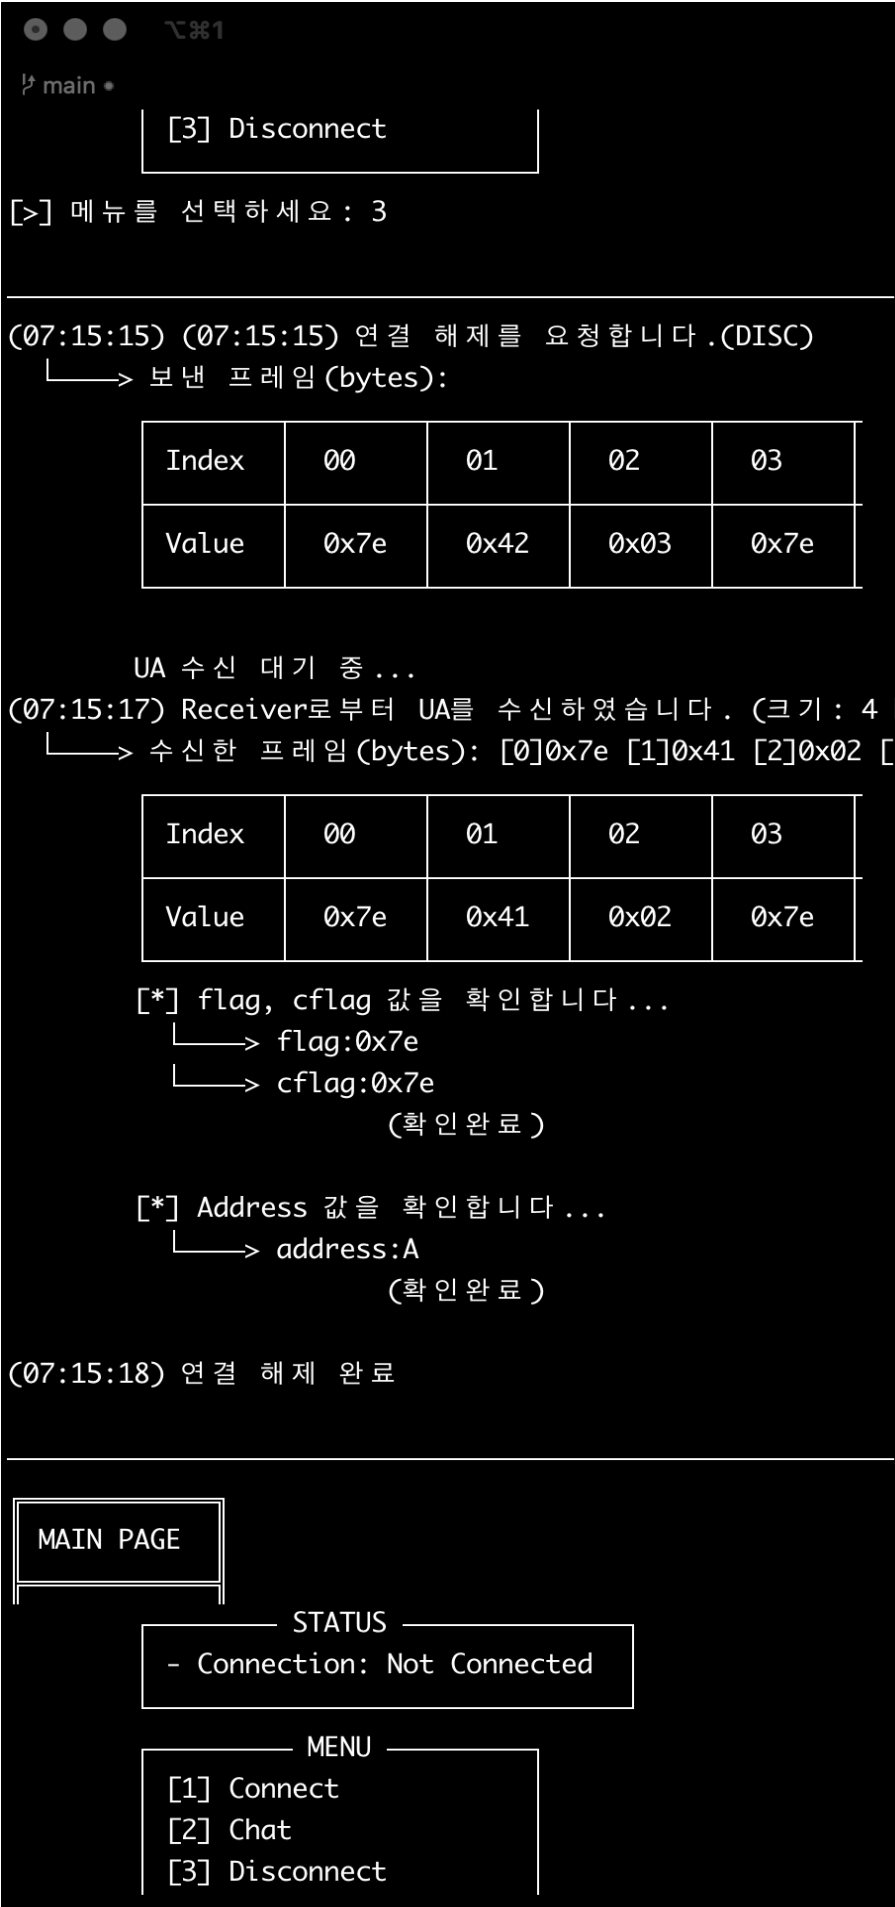 ⌥⌘1
main
[3] Disconnect
[>] 메뉴를 선택하세요: 3
(07:15:15) (07:15:15) 연결 해제를 요청합니다.(DISC)
└────> 보낸 프레임(bytes):
Index 00 01 02 03
Value 0x7e 0x42 0x03 0x7e
UA 수신 대기 중...
(07:15:17) Receiver로부터 UA를 수신하였습니다. (크기: 4
└────> 수신한 프레임(bytes): [0]0x7e [1]0x41 [2]0x02 [
Index 00 01 02 03
Value 0x7e 0x41 0x02 0x7e
[*] flag, cflag 값을 확인합니다...
└────> flag:0x7e
└────> cflag:0x7e
(확인완료)
[*] Address 값을 확인합니다...
└────> address:A
(확인완료)
(07:15:18) 연결 해제 완료
MAIN PAGE
STATUS
- Connection: Not Connected
MENU
[1] Connect
[2] Chat
[3] Disconnect